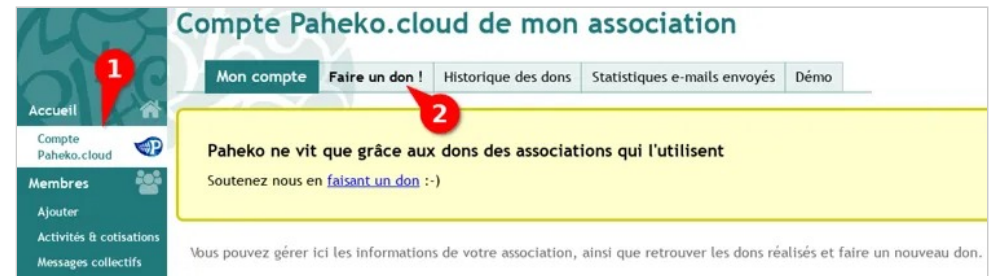 Compte Paheko.cloud de mon association
1
Mon compte Faire un don ! Historique des dons Statistiques e-mails envoyés Démo
2
Accueil
Compte
Paheko.cloud
P
Membres
Ajouter
Activités & cotisations
Messages collectifs
Paheko ne vit que grâce aux dons des associations qui l'utilisent
Soutenez nous en faisant un don :-)
Vous pouvez gérer ici les informations de votre association, ainsi que retrouver les dons réalisés et faire un nouveau don.